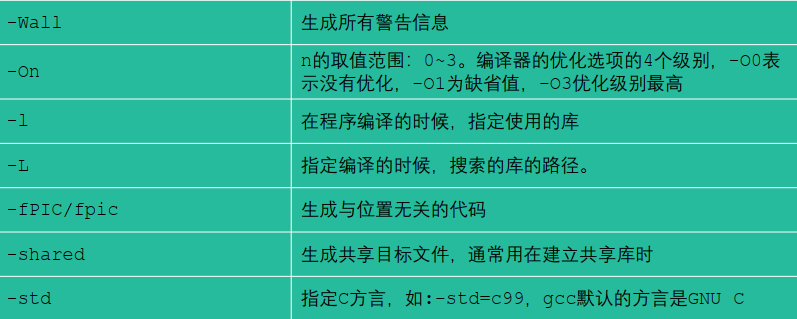 -Wall 生成所有警告信息
-On n的取值范围：0~3。编译器的优化选项的4个级别，-O0表
示没有优化，-O1为缺省值，-O3优化级别最高
-l 在程序编译的时候，指定使用的库
-L 指定编译的时候，搜索的库的路径。
-fPIC/fpic 生成与位置无关的代码
-shared 生成共享目标文件，通常用在建立共享库时
-std 指定C方言，如:-std=c99，gcc默认的方言是GNU C